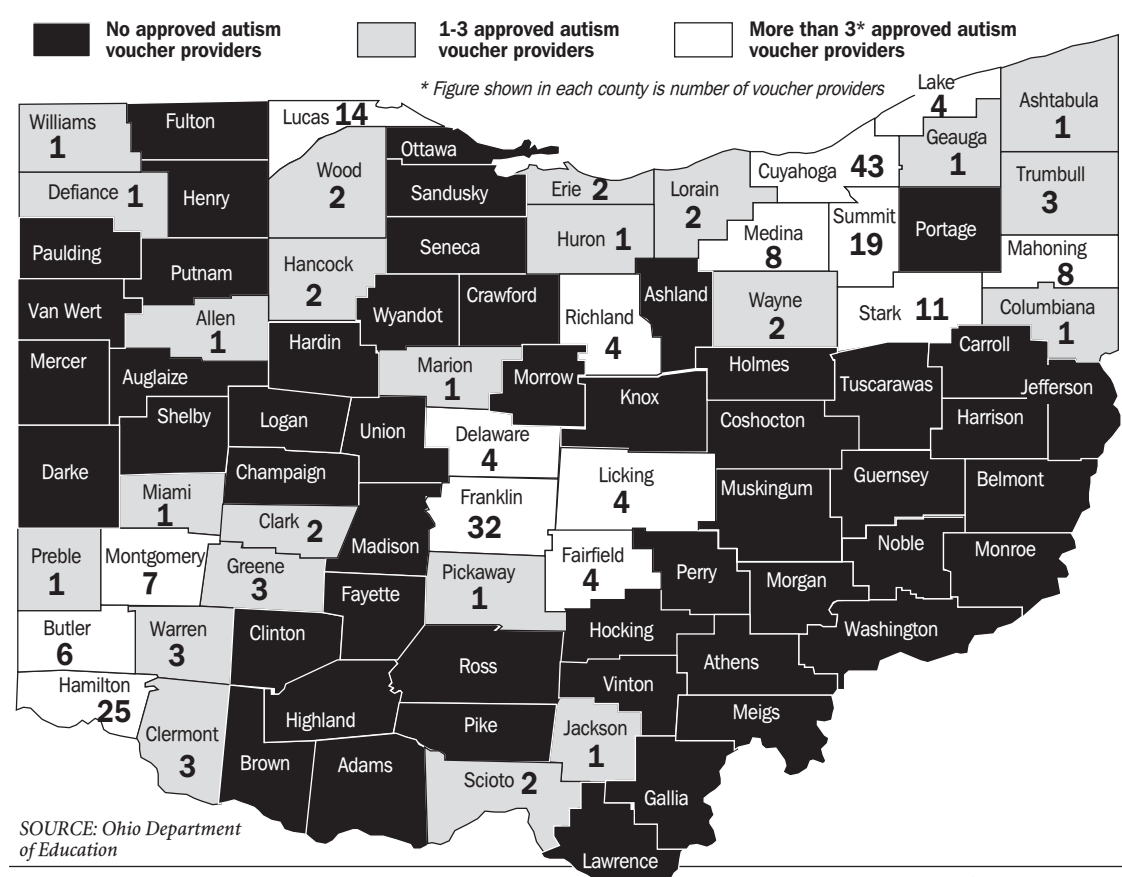 No approved autism
voucher providers
1-3 approved autism
voucher providers
More than 3* approved autism
voucher providers
* Figure shown in each county is number of voucher providers
Lake
4
Ashtabula
1
Williams
1
Fulton
Lucas 14
Ottawa
Geauga
1
Cuyahoga 43
Wood
2
Defiance 1
Henry
Sandusky
Erie 2
Lorain
2
Trumbull
3
Summit
19
Portage
Medina
8
Mahoning
8
Paulding
Putnam
Hancock
2
Seneca
Huron 1
Van Wert
Allen
1
Wyandot
Crawford
Richland
4
Ashland
Wayne
2
Stark 11
Columbiana
1
Mercer
Auglaize
Hardin
Marion
1
Morrow
Holmes
Tuscarawas
Carroll
Jefferson
Shelby
Logan
Union
Delaware
4
Knox
Coshocton
Harrison
Darke
Champaign
Miami
1
Clark 2
Franklin
32
Licking
4
Muskingum
Guernsey
Belmont
Madison
Preble
1
Montgomery
7
Greene
3
Fayette
Pickaway
1
Fairfield
4
Perry
Morgan
Noble
Monroe
Butler
6
Warren
3
Clinton
Ross
Hocking
Athens
Washington
Hamilton
25
Clermont
3
Highland
Pike
Vinton
Meigs
Jackson
1
Brown
Adams
Scioto 2
Gallia
Lawrence
SOURCE: Ohio Department
of Education